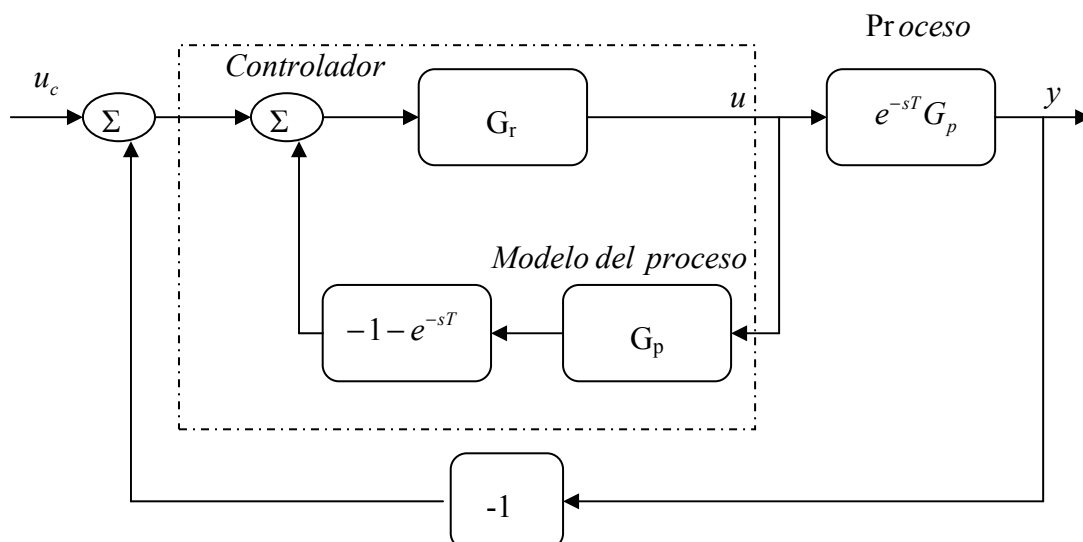 Proceso
Controlador
u_c
Σ
Σ
G_r
u
e^{-sT} G_p
y
Modelo del proceso
-1 - e^{-sT}
G_p
-1